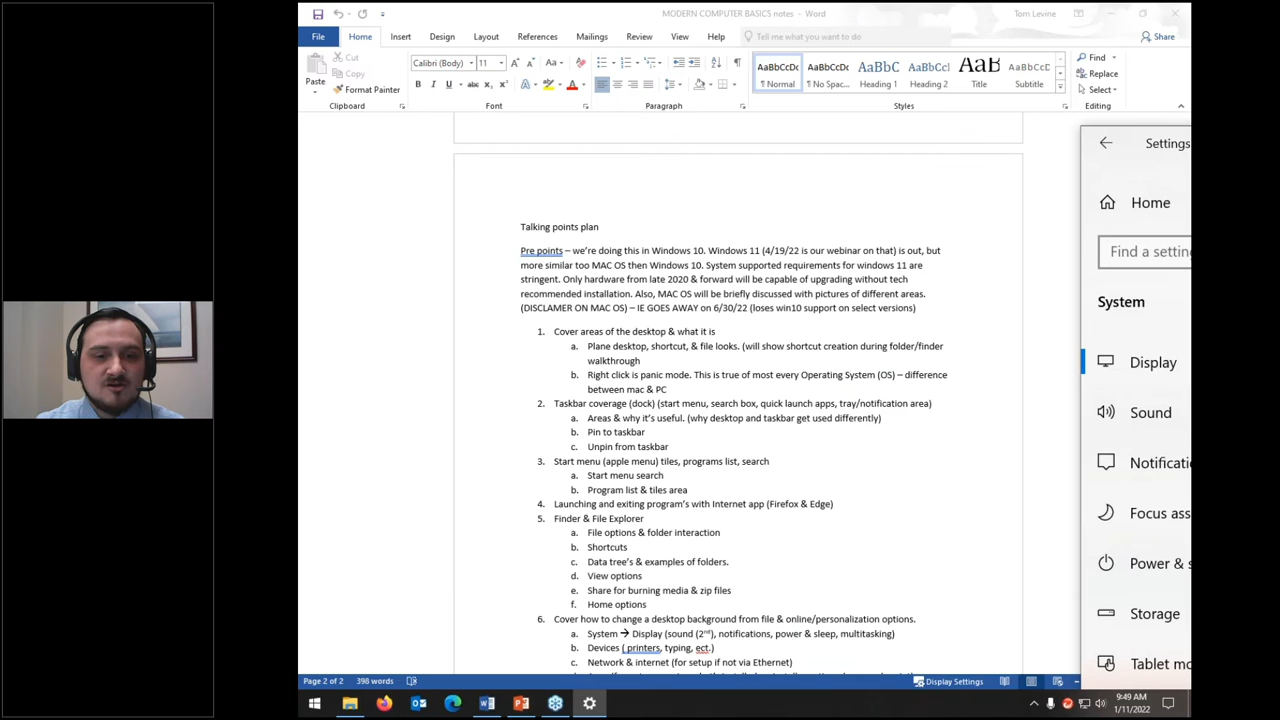 MODERN COMPUTER BASICS notes - Word
Tom Levine
File Home Insert Design Layout References Mailings Review View Help Tell me what you want to do Share
Paste
Cut
Copy
Format Painter
Calibri (Body) 11
AaBbCcDc AaBbCcDc AaBbC AaBbCcI AaB AaBbCcD
¶ Normal ¶ No Spac... Heading 1 Heading 2 Title Subtitle
Find
Replace
Select
Clipboard Font Paragraph Styles Editing
Talking points plan
Pre points – we're doing this in Windows 10. Windows 11 (4/19/22 is our webinar on that) is out, but
more similar too MAC OS then Windows 10. System supported requirements for windows 11 are
stringent. Only hardware from late 2020 & forward will be capable of upgrading without tech
recommended installation. Also, MAC OS will be briefly discussed with pictures of different areas.
(DISCLAMER ON MAC OS) – IE GOES AWAY on 6/30/22 (loses win10 support on select versions)
1. Cover areas of the desktop & what it is
a. Plane desktop, shortcut, & file looks. (will show shortcut creation during folder/finder
walkthrough
b. Right click is panic mode. This is true of most every Operating System (OS) – difference
between mac & PC
2. Taskbar coverage (dock) (start menu, search box, quick launch apps, tray/notification area)
a. Areas & why it's useful. (why desktop and taskbar get used differently)
b. Pin to taskbar
c. Unpin from taskbar
3. Start menu (apple menu) tiles, programs list, search
a. Start menu search
b. Program list & tiles area
4. Launching and exiting program's with Internet app (Firefox & Edge)
5. Finder & File Explorer
a. File options & folder interaction
b. Shortcuts
c. Data tree's & examples of folders.
d. View options
e. Share for burning media & zip files
f. Home options
6. Cover how to change a desktop background from file & online/personalization options.
a. System → Display (sound (2nd), notifications, power & sleep, multitasking)
b. Devices ( printers, typing, ect.)
c. Network & internet (for setup if not via Ethernet)
Settings
Home
Find a settin
System
Display
Sound
Notificati
Focus ass
Power & s
Storage
Tablet mo
Page 2 of 2 398 words Display Settings
9:49 AM
1/11/2022